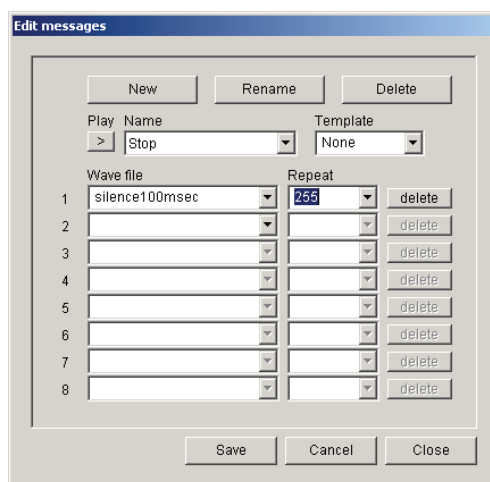 Edit messages
New Rename Delete
Play Name Template
> Stop None
Wave file Repeat
1 silence100msec 255 delete
2 delete
3 delete
4 delete
5 delete
6 delete
7 delete
8 delete
Save Cancel Close